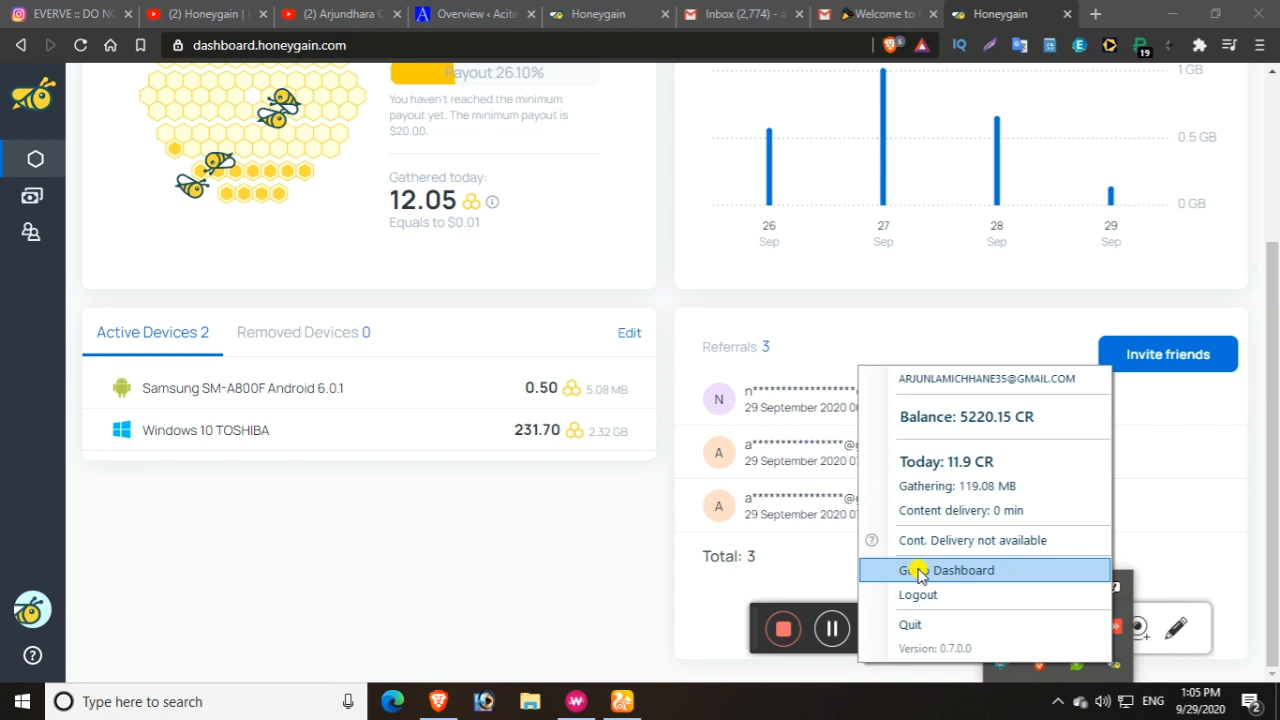 EVERVE :: DO NO
(2) Honeygain |
(2) Arjundhara C
Overview ‹ Acite
Honeygain
Inbox (2,774) - a
Welcome to
Honeygain
dashboard.honeygain.com
5
IQ
19
Payout 26.10%
You haven't reached the minimum
payout yet. The minimum payout is
$20.00.
Gathered today:
12.05
Equals to $0.01
1 GB
0.5 GB
0 GB
26
Sep
27
Sep
28
Sep
29
Sep
Active Devices 2
Removed Devices 0
Edit
Samsung SM-A800F Android 6.0.1
0.50
5.08 MB
Windows 10 TOSHIBA
231.70
2.32 GB
Referrals 3
Invite friends
N
n******************
29 September 2020
A
a****************@
29 September 2020
A
a****************@
29 September 2020
Total: 3
ARJUNLAMICHHANE35@GMAIL.COM
Balance: 5220.15 CR
Today: 11.9 CR
Gathering: 119.08 MB
Content delivery: 0 min
Cont. Delivery not available
Go to Dashboard
Logout
Quit
Version: 0.7.0.0
Type here to search
ENG
1:05 PM
9/29/2020
2